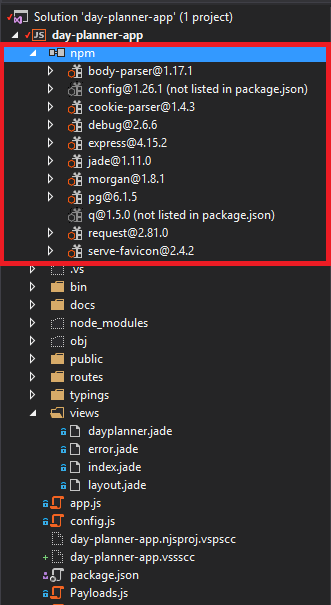 Solution 'day-planner-app' (1 project)
JS day-planner-app
npm
body-parser@1.17.1
config@1.26.1 (not listed in package.json)
cookie-parser@1.4.3
debug@2.6.6
express@4.15.2
jade@1.11.0
morgan@1.8.1
pg@6.1.5
q@1.5.0 (not listed in package.json)
request@2.81.0
serve-favicon@2.4.2
.vs
bin
docs
node_modules
obj
public
routes
typings
views
dayplanner.jade
error.jade
index.jade
layout.jade
app.js
config.js
day-planner-app.njsproj.vspscc
day-planner-app.vssscc
package.json
Payloads.js